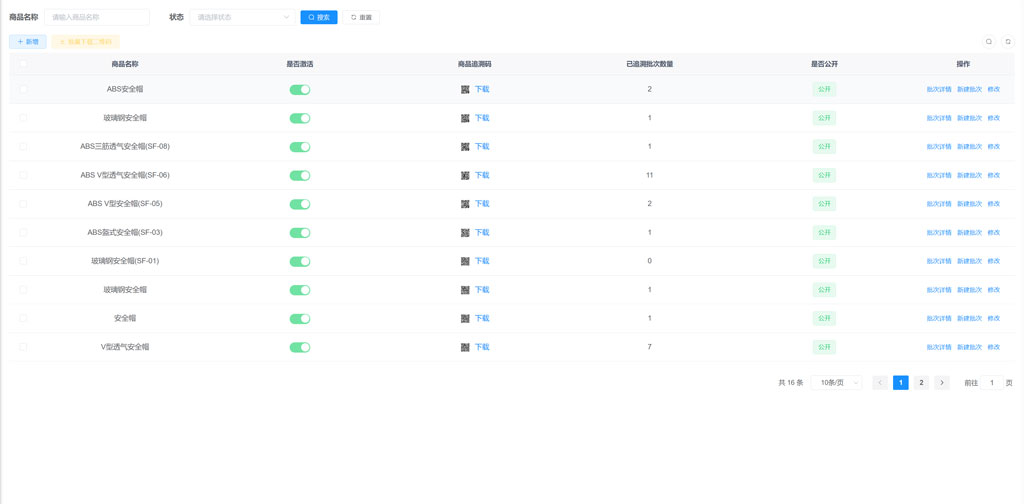 商品名称 请输入商品名称 状态 请选择状态 搜索 重置
+ 新增 批量下载二维码
商品名称 是否激活 商品追溯码 已追溯批次数量 是否公开 操作
ABS安全帽 下载 2 公开 批次详情 新建批次 修改
玻璃钢安全帽 下载 1 公开 批次详情 新建批次 修改
ABS三筋透气安全帽(SF-08) 下载 1 公开 批次详情 新建批次 修改
ABS V型透气安全帽(SF-06) 下载 11 公开 批次详情 新建批次 修改
ABS V型安全帽(SF-05) 下载 2 公开 批次详情 新建批次 修改
ABS盔式安全帽(SF-03) 下载 1 公开 批次详情 新建批次 修改
玻璃钢安全帽(SF-01) 下载 0 公开 批次详情 新建批次 修改
玻璃钢安全帽 下载 1 公开 批次详情 新建批次 修改
安全帽 下载 1 公开 批次详情 新建批次 修改
V型透气安全帽 下载 7 公开 批次详情 新建批次 修改
共 16 条 10条/页 < 1 2 > 前往 1 页